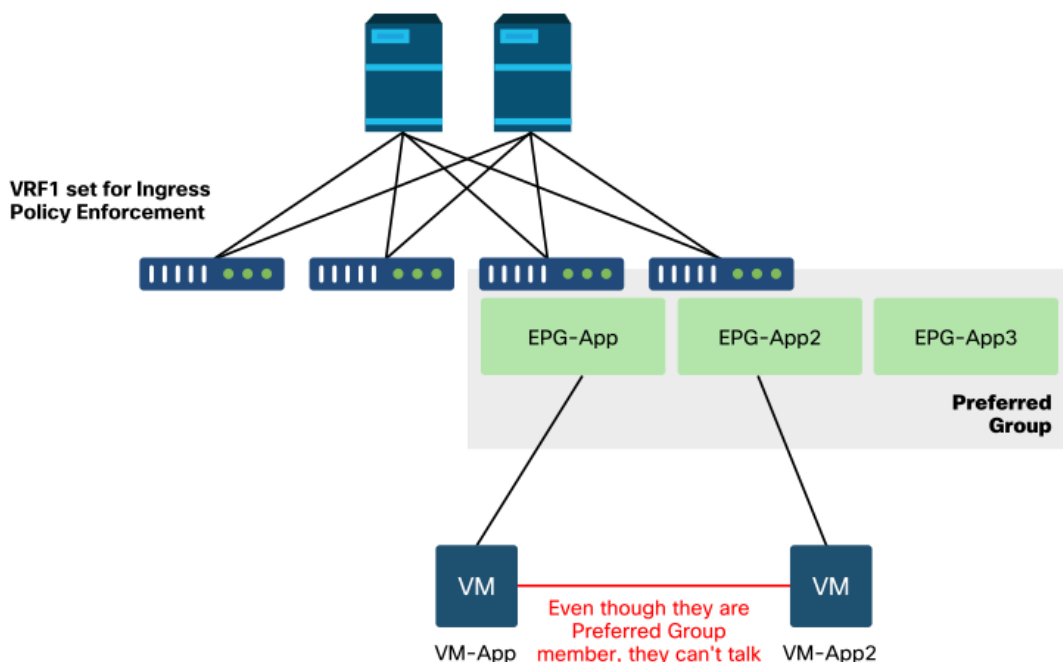 VRF1 set for Ingress
Policy Enforcement
EPG-App
EPG-App2
EPG-App3
Preferred
Group
VM
VM
Even though they are
Preferred Group
member, they can't talk
VM-App
VM-App2